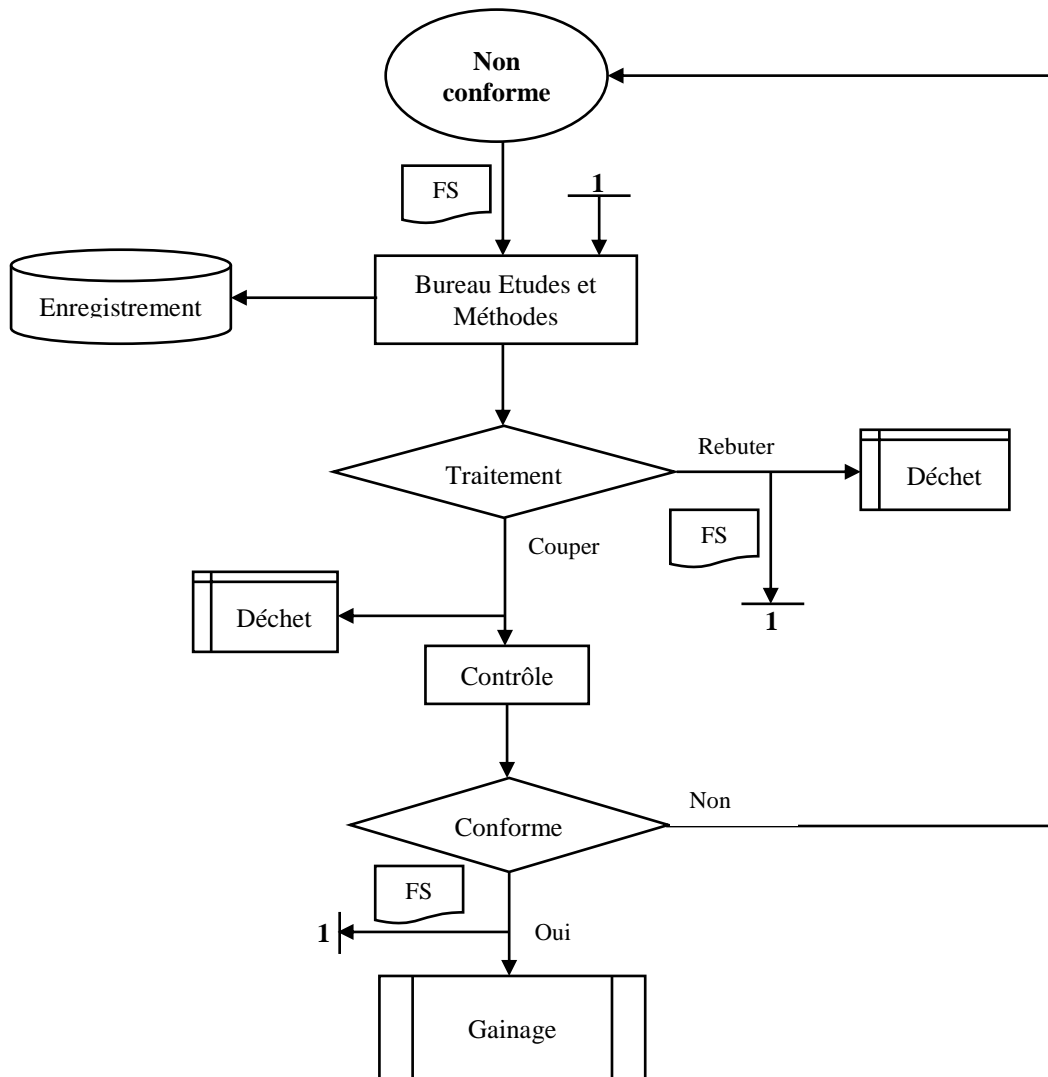 Non
conforme
FS
1
Bureau Etudes et
Méthodes
Enregistrement
Rebuter
Traitement
Déchet
FS
Couper
Déchet
1
Contrôle
Non
Conforme
FS
1
Oui
Gainage